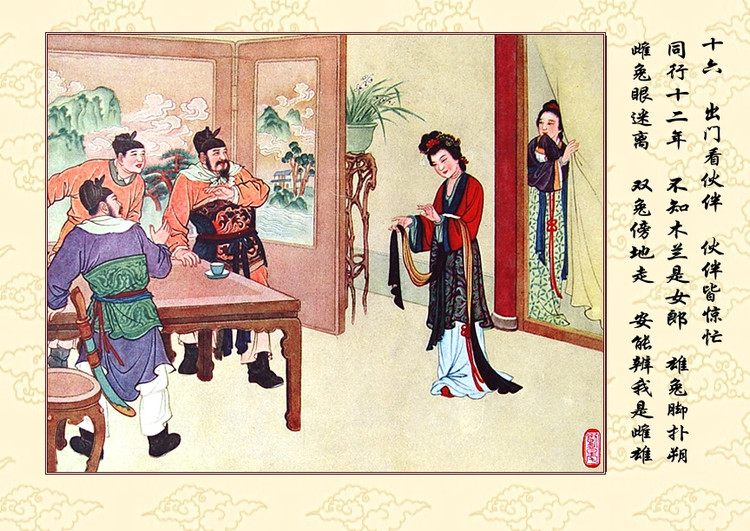 十六 出门看伙伴 伙伴皆惊忙
同行十二年 不知木兰是女郎 雄兔脚扑朔
雌兔眼迷离 双兔傍地走 安能辨我是雌雄